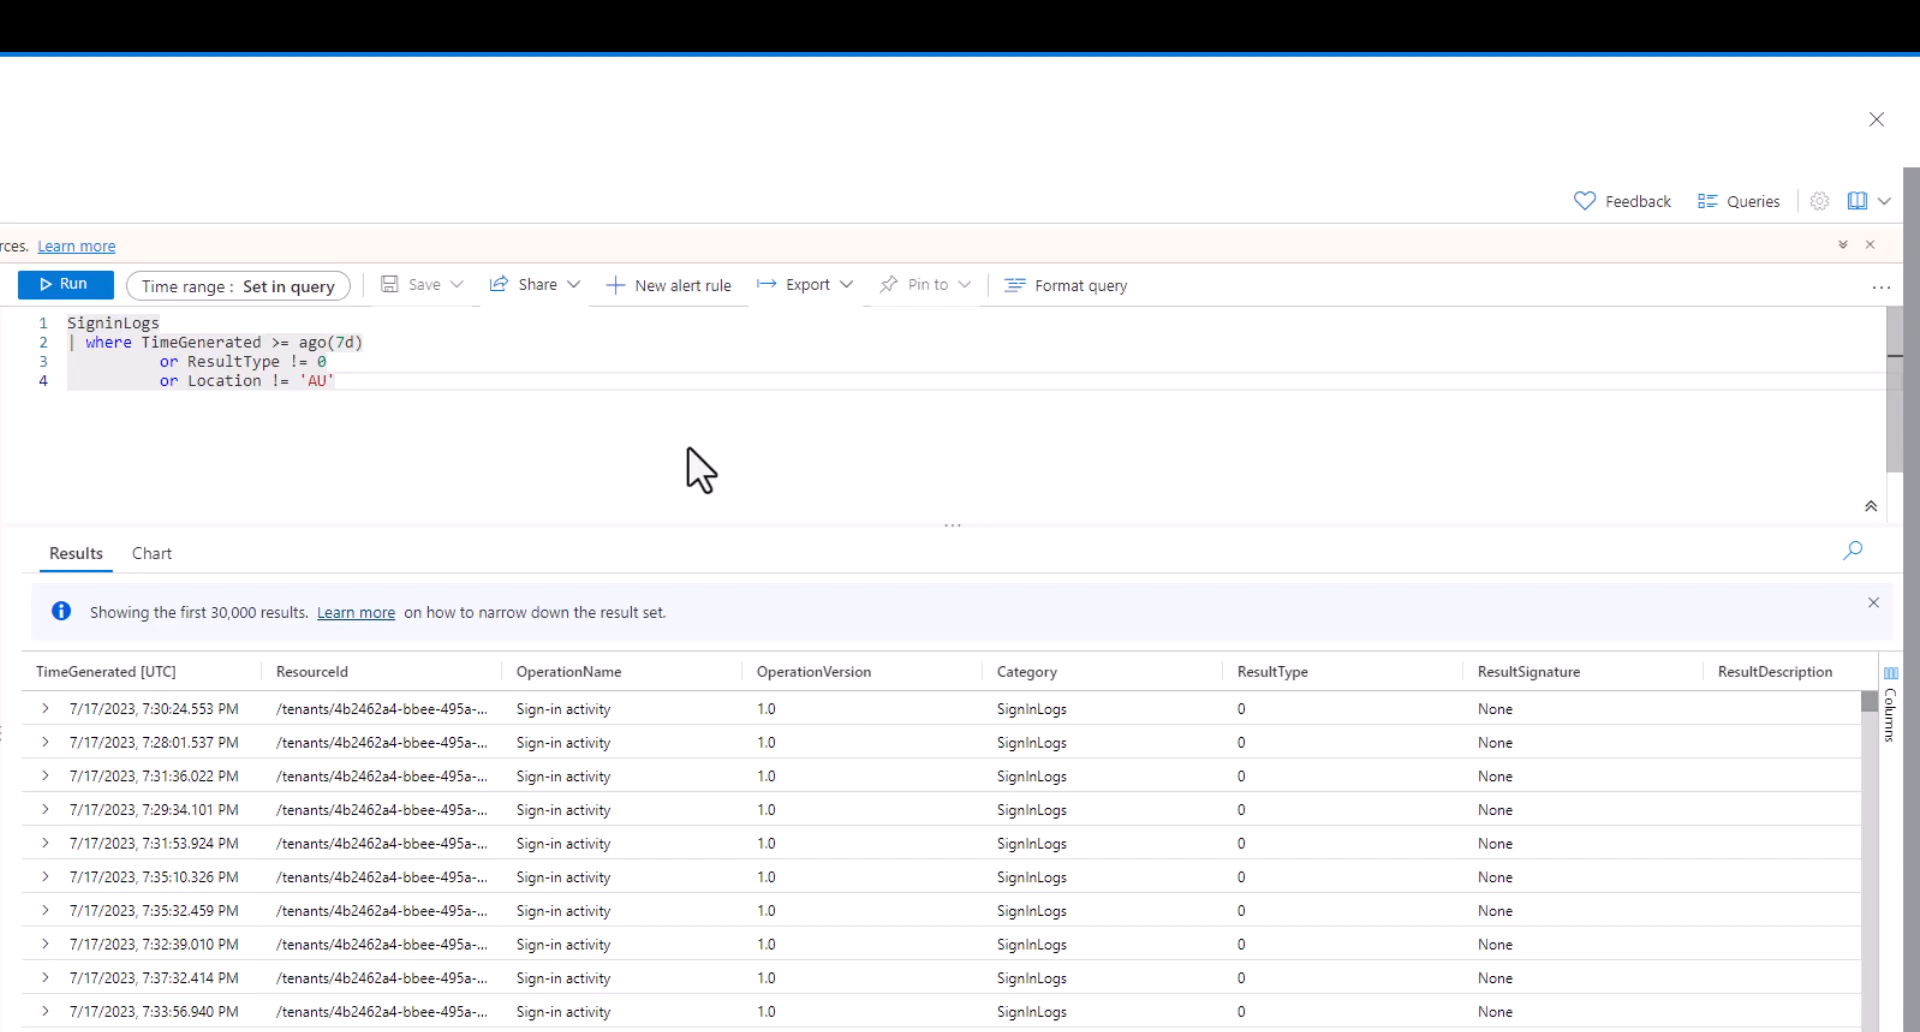 Feedback Queries
rces. Learn more
Run Time range : Set in query Save Share New alert rule Export Pin to Format query ...
1 SigninLogs
2 | where TimeGenerated >= ago(7d)
3 or ResultType != 0
4 or Location != 'AU'
Results Chart
Showing the first 30,000 results. Learn more on how to narrow down the result set.
TimeGenerated [UTC] ResourceId OperationName OperationVersion Category ResultType ResultSignature ResultDescription
Columns
7/17/2023, 7:30:24.553 PM /tenants/4b2462a4-bbee-495a-... Sign-in activity 1.0 SignInLogs 0 None
7/17/2023, 7:28:01.537 PM /tenants/4b2462a4-bbee-495a-... Sign-in activity 1.0 SignInLogs 0 None
7/17/2023, 7:31:36.022 PM /tenants/4b2462a4-bbee-495a-... Sign-in activity 1.0 SignInLogs 0 None
7/17/2023, 7:29:34.101 PM /tenants/4b2462a4-bbee-495a-... Sign-in activity 1.0 SignInLogs 0 None
7/17/2023, 7:31:53.924 PM /tenants/4b2462a4-bbee-495a-... Sign-in activity 1.0 SignInLogs 0 None
7/17/2023, 7:35:10.326 PM /tenants/4b2462a4-bbee-495a-... Sign-in activity 1.0 SignInLogs 0 None
7/17/2023, 7:35:32.459 PM /tenants/4b2462a4-bbee-495a-... Sign-in activity 1.0 SignInLogs 0 None
7/17/2023, 7:32:39.010 PM /tenants/4b2462a4-bbee-495a-... Sign-in activity 1.0 SignInLogs 0 None
7/17/2023, 7:37:32.414 PM /tenants/4b2462a4-bbee-495a-... Sign-in activity 1.0 SignInLogs 0 None
7/17/2023, 7:33:56.940 PM /tenants/4b2462a4-bbee-495a-... Sign-in activity 1.0 SignInLogs 0 None